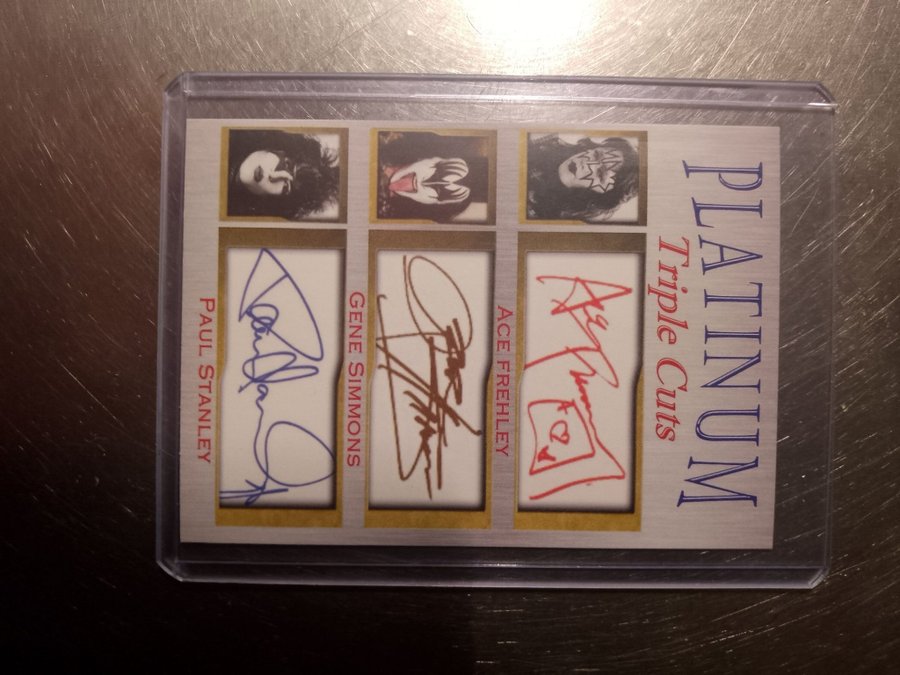 PLATINUM
Triple Cuts
ACE FREHLEY
GENE SIMMONS
PAUL STANLEY